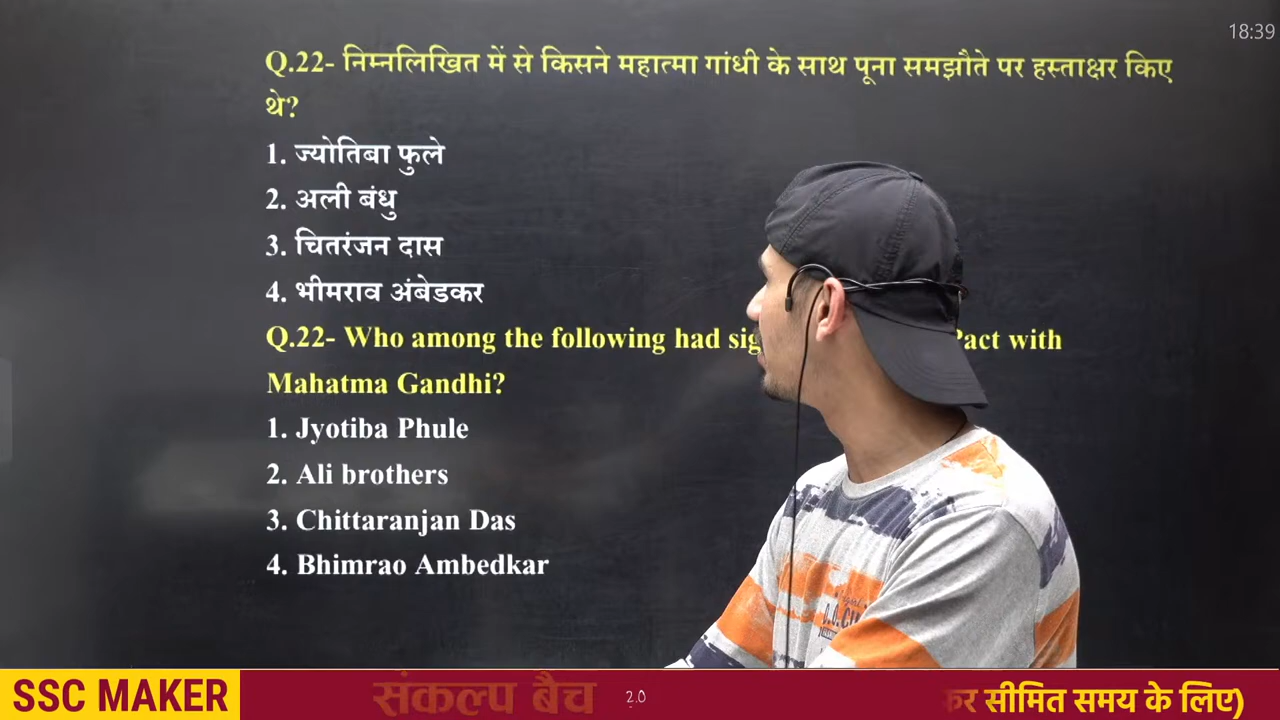 18:39
Q.22- निम्नलिखित में से किसने महात्मा गांधी के साथ पूना समझौते पर हस्ताक्षर किए
थे?
1. ज्योतिबा फुले
2. अली बंधु
3. चितरंजन दास
4. भीमराव अंबेडकर
Q.22- Who among the following had Pact with
Mahatma Gandhi?
1. Jyotiba Phule
2. Ali brothers
3. Chittaranjan Das
4. Bhimrao Ambedkar
SSC MAKER संकल्प बैच 2.0 सीमित समय के लिए)